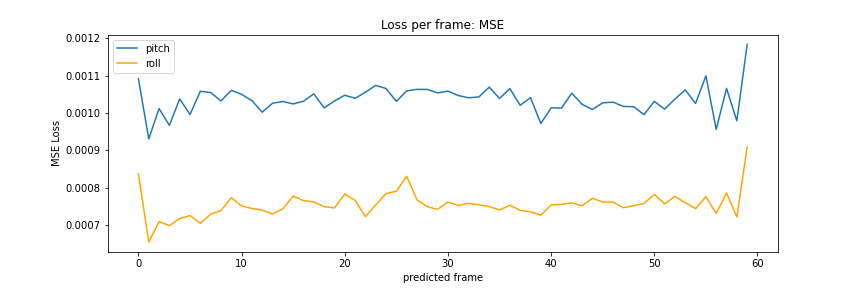 Loss per frame: MSE
pitch
roll
MSE Loss
0.0012
0.0011
0.0010
0.0009
0.0008
0.0007
0 10 20 30 40 50 60
predicted frame